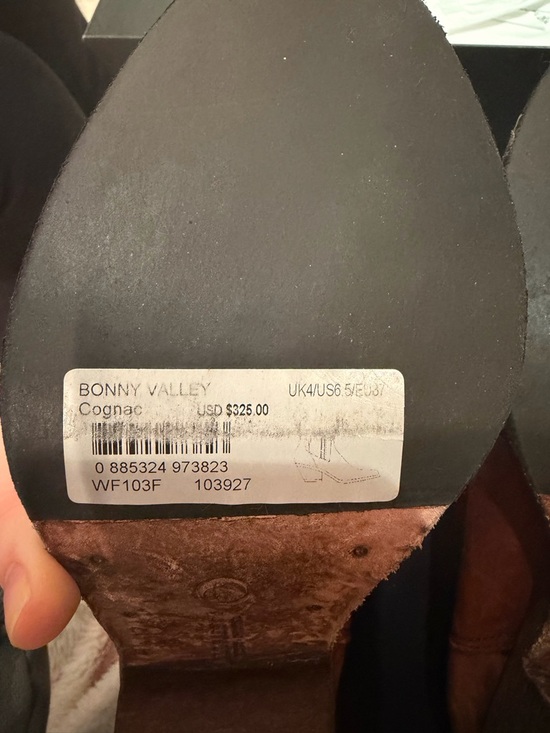 BONNY VALLEY UK4/US6.5/EU37
Cognac USD $325.00
0 885324 973823
WF103F 103927